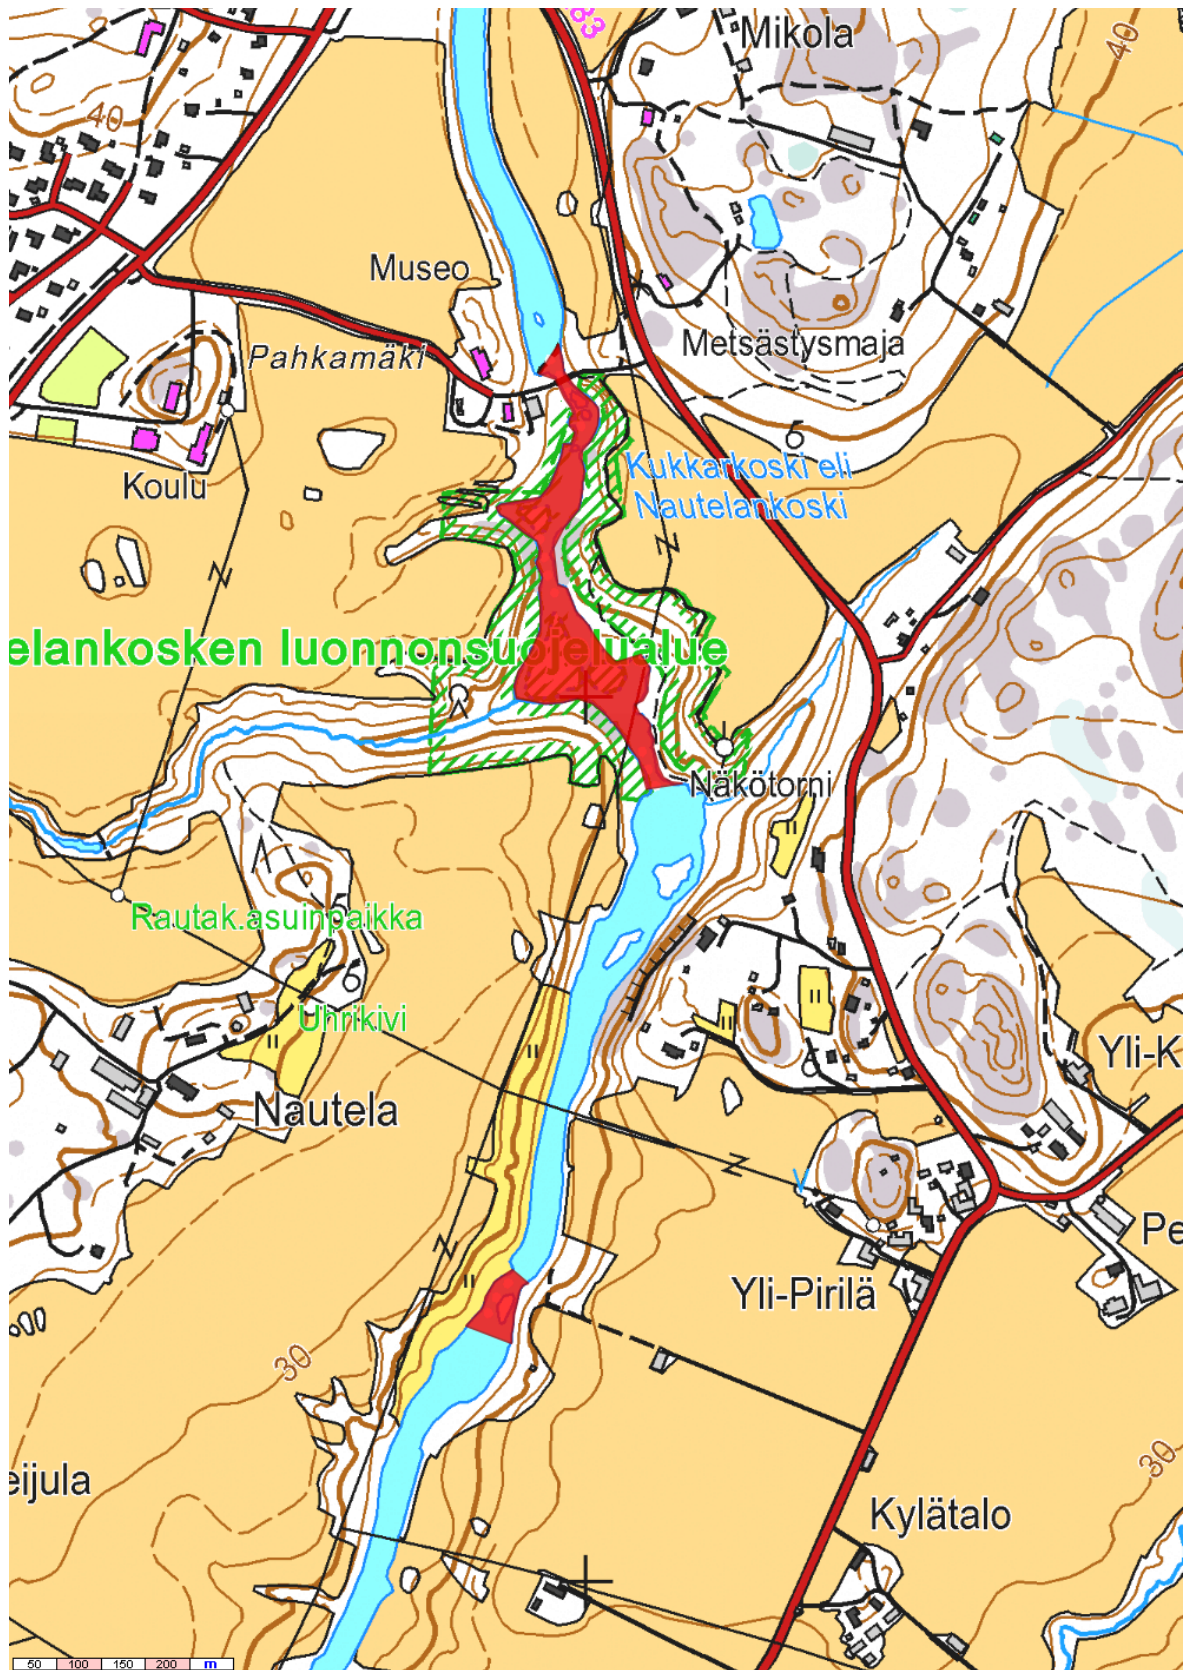 83
Mikola
40
40
Museo
Pahkamäki
Metsästysmaja
Koulu
Kukkarkoski eli
Nautelankoski
elankosken luonnonsuojelualue
Näkötorni
Rautak.asuinpaikka
Uhrikivi
Nautela
Yli-K
Pe
Yli-Pirilä
30
30
eijula
Kylätalo
50 100 150 200 m